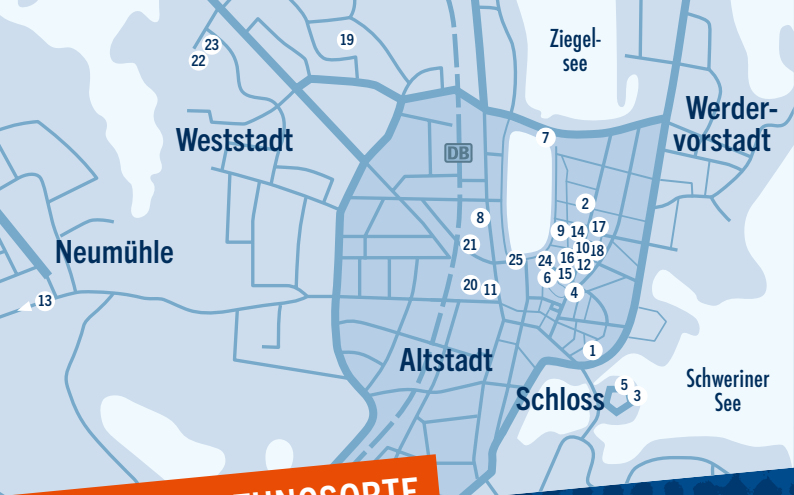 23
22
19
Ziegel-
see
Werder-
vorstadt
Weststadt
7
DB
2
8
9 14 17
21
10 18
25 24 16 12
6 15
Neumühle
13
20 11
4
Altstadt
1
Schloss
5
3
Schweriner
See